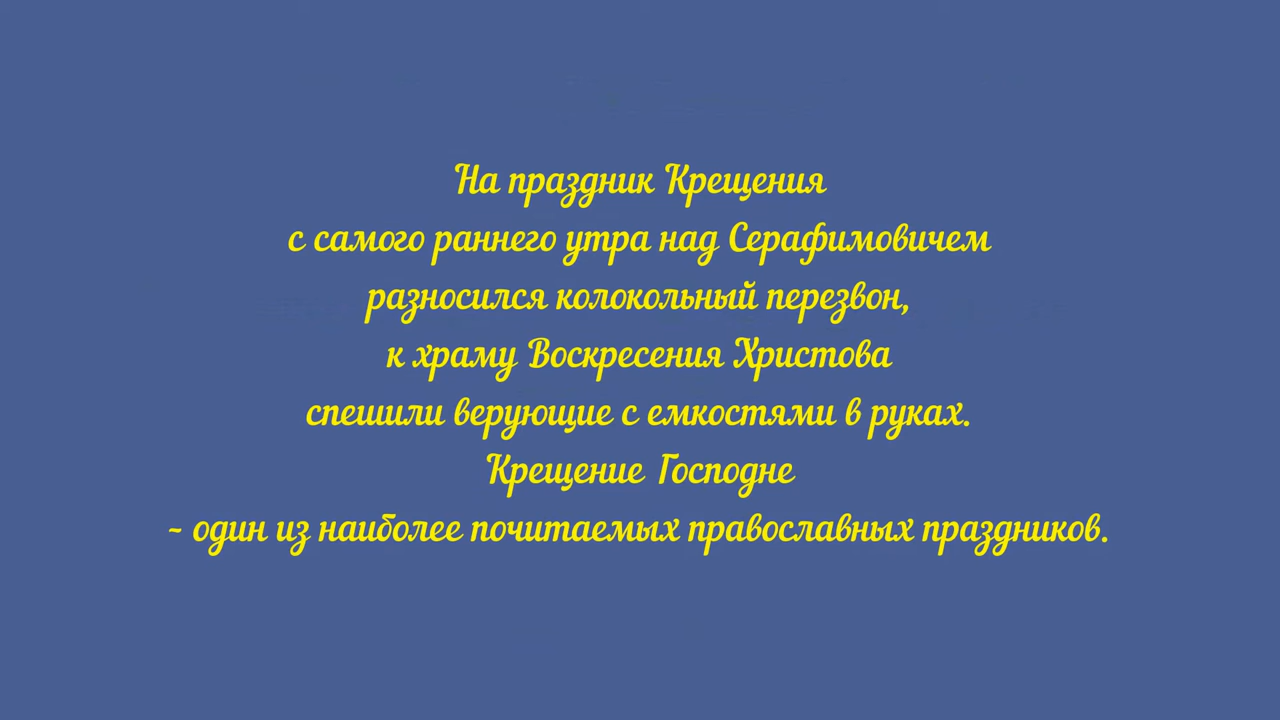 На праздник Крещения
с самого раннего утра над Серафимовичем
разносился колокольный перезвон,
к храму Воскресения Христова
спешили верующие с емкостями в руках.
Крещение Господне
- один из наиболее почитаемых православных праздников.